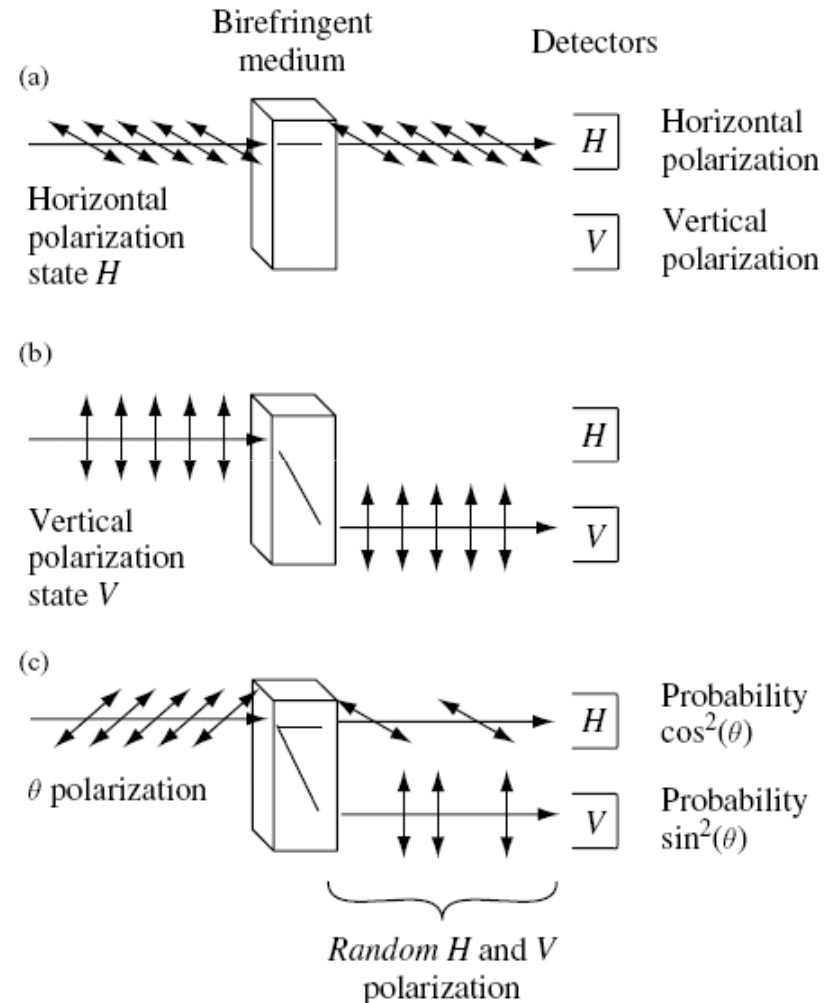 Birefringent
medium
Detectors
(a)
H
Horizontal
polarization
Horizontal
polarization
state H
V
Vertical
polarization
(b)
H
Vertical
polarization
state V
V
(c)
H
Probability
cos²(θ)
θ polarization
V
Probability
sin²(θ)
Random H and V
polarization